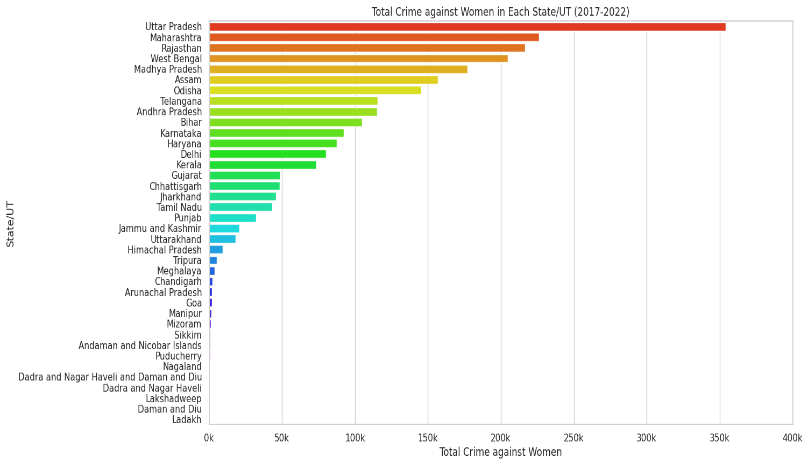 Total Crime against Women in Each State/UT (2017-2022)
Uttar Pradesh
Maharashtra
Rajasthan
West Bengal
Madhya Pradesh
Assam
Odisha
Telangana
Andhra Pradesh
Bihar
Karnataka
Haryana
Delhi
Kerala
Gujarat
Chhattisgarh
Jharkhand
Tamil Nadu
Punjab
Jammu and Kashmir
Uttarakhand
Himachal Pradesh
Tripura
Meghalaya
Chandigarh
Arunachal Pradesh
Goa
Manipur
Mizoram
Sikkim
Andaman and Nicobar Islands
Puducherry
Nagaland
Dadra and Nagar Haveli and Daman and Diu
Dadra and Nagar Haveli
Lakshadweep
Daman and Diu
Ladakh
State/UT
0k 50k 100k 150k 200k 250k 300k 350k 400k
Total Crime against Women